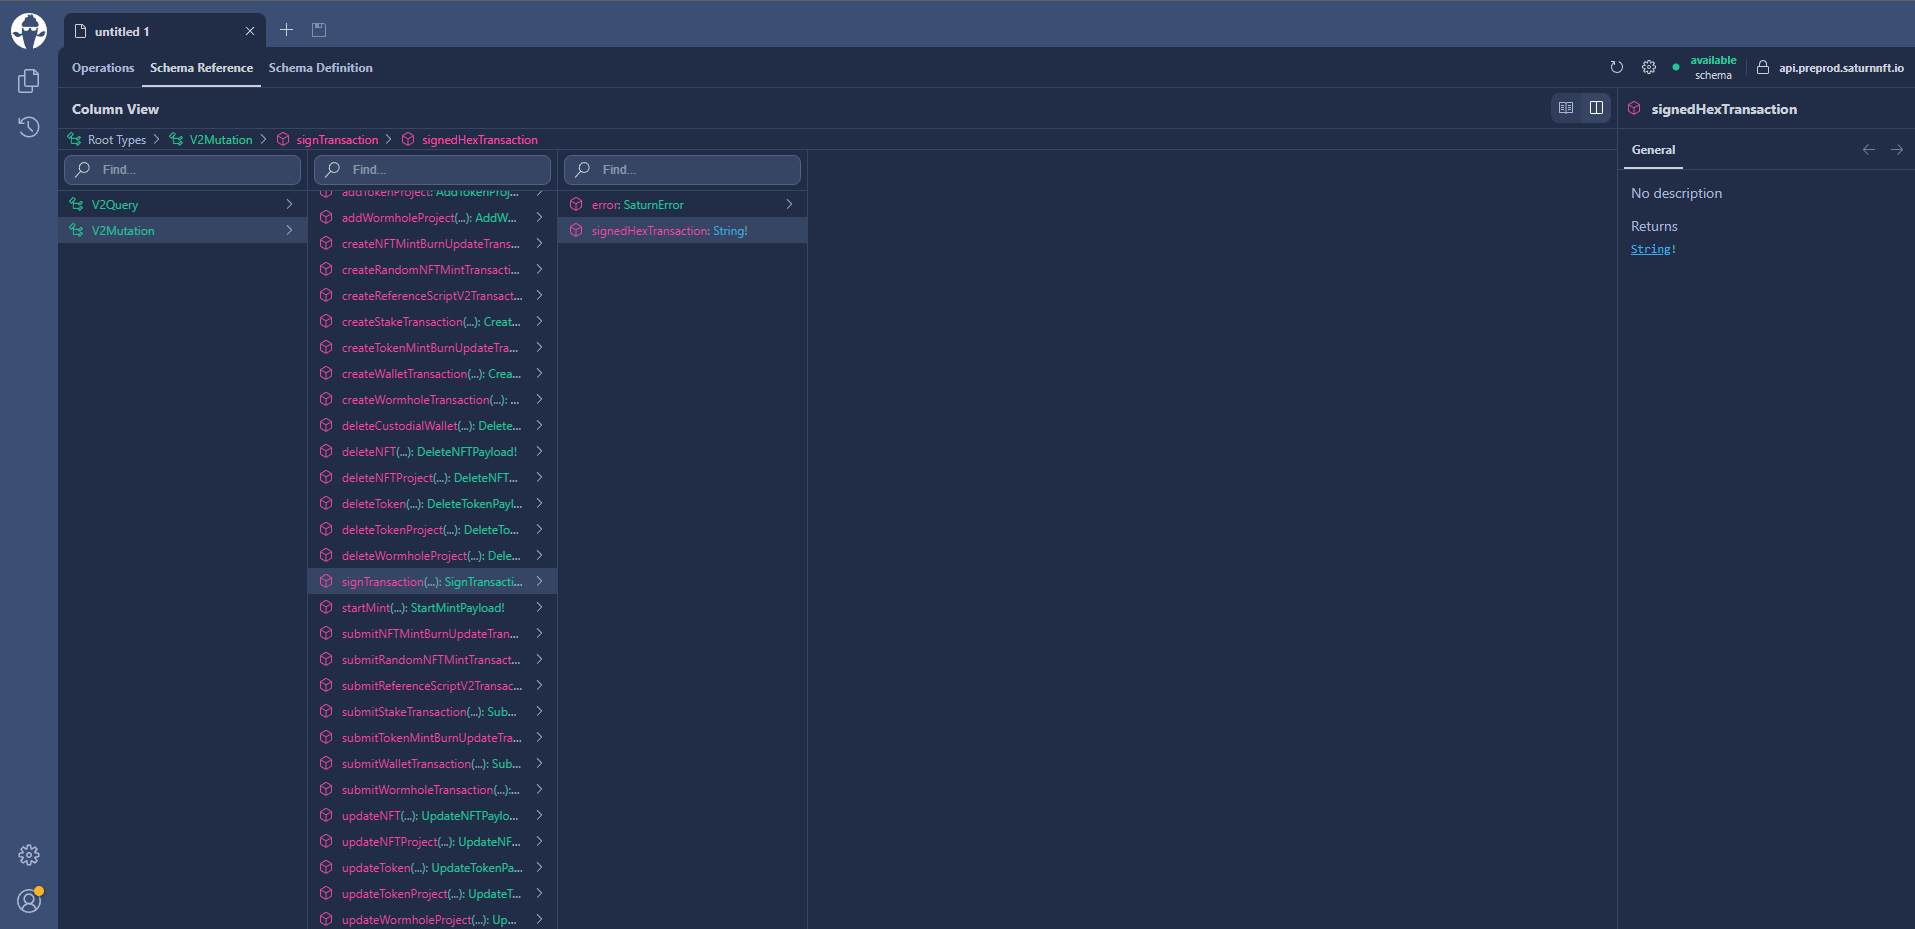 untitled 1
Operations Schema Reference Schema Definition
available
schema
api.preprod.saturnnft.io
Column View
Root Types > V2Mutation > signTransaction > signedHexTransaction
Find...
V2Query
V2Mutation
Find...
addTokenProject: AddTokenProj...
addWormholeProject(...): AddW...
createNFTMintBurnUpdateTrans...
createRandomNFTMintTransacti...
createReferenceScriptV2Transact...
createStakeTransaction(...): Creat...
createTokenMintBurnUpdateTra...
createWalletTransaction(...): Crea...
createWormholeTransaction(...): ...
deleteCustodialWallet(...): Delete...
deleteNFT(...): DeleteNFTPayload!
deleteNFTProject(...): DeleteNFT...
deleteToken(...): DeleteTokenPayl...
deleteTokenProject(...): DeleteTo...
deleteWormholeProject(...): Dele...
signTransaction(...): SignTransacti...
startMint(...): StartMintPayload!
submitNFTMintBurnUpdateTran...
submitRandomNFTMintTransact...
submitReferenceScriptV2Transac...
submitStakeTransaction(...): Sub...
submitTokenMintBurnUpdateTra...
submitWalletTransaction(...): Sub...
submitWormholeTransaction(...):...
updateNFT(...): UpdateNFTPaylo...
updateNFTProject(...): UpdateNF...
updateToken(...): UpdateTokenPa...
updateTokenProject(...): UpdateT...
updateWormholeProject(...): Up...
Find...
error: SaturnError
signedHexTransaction: String!
signedHexTransaction
General
No description
Returns
String!